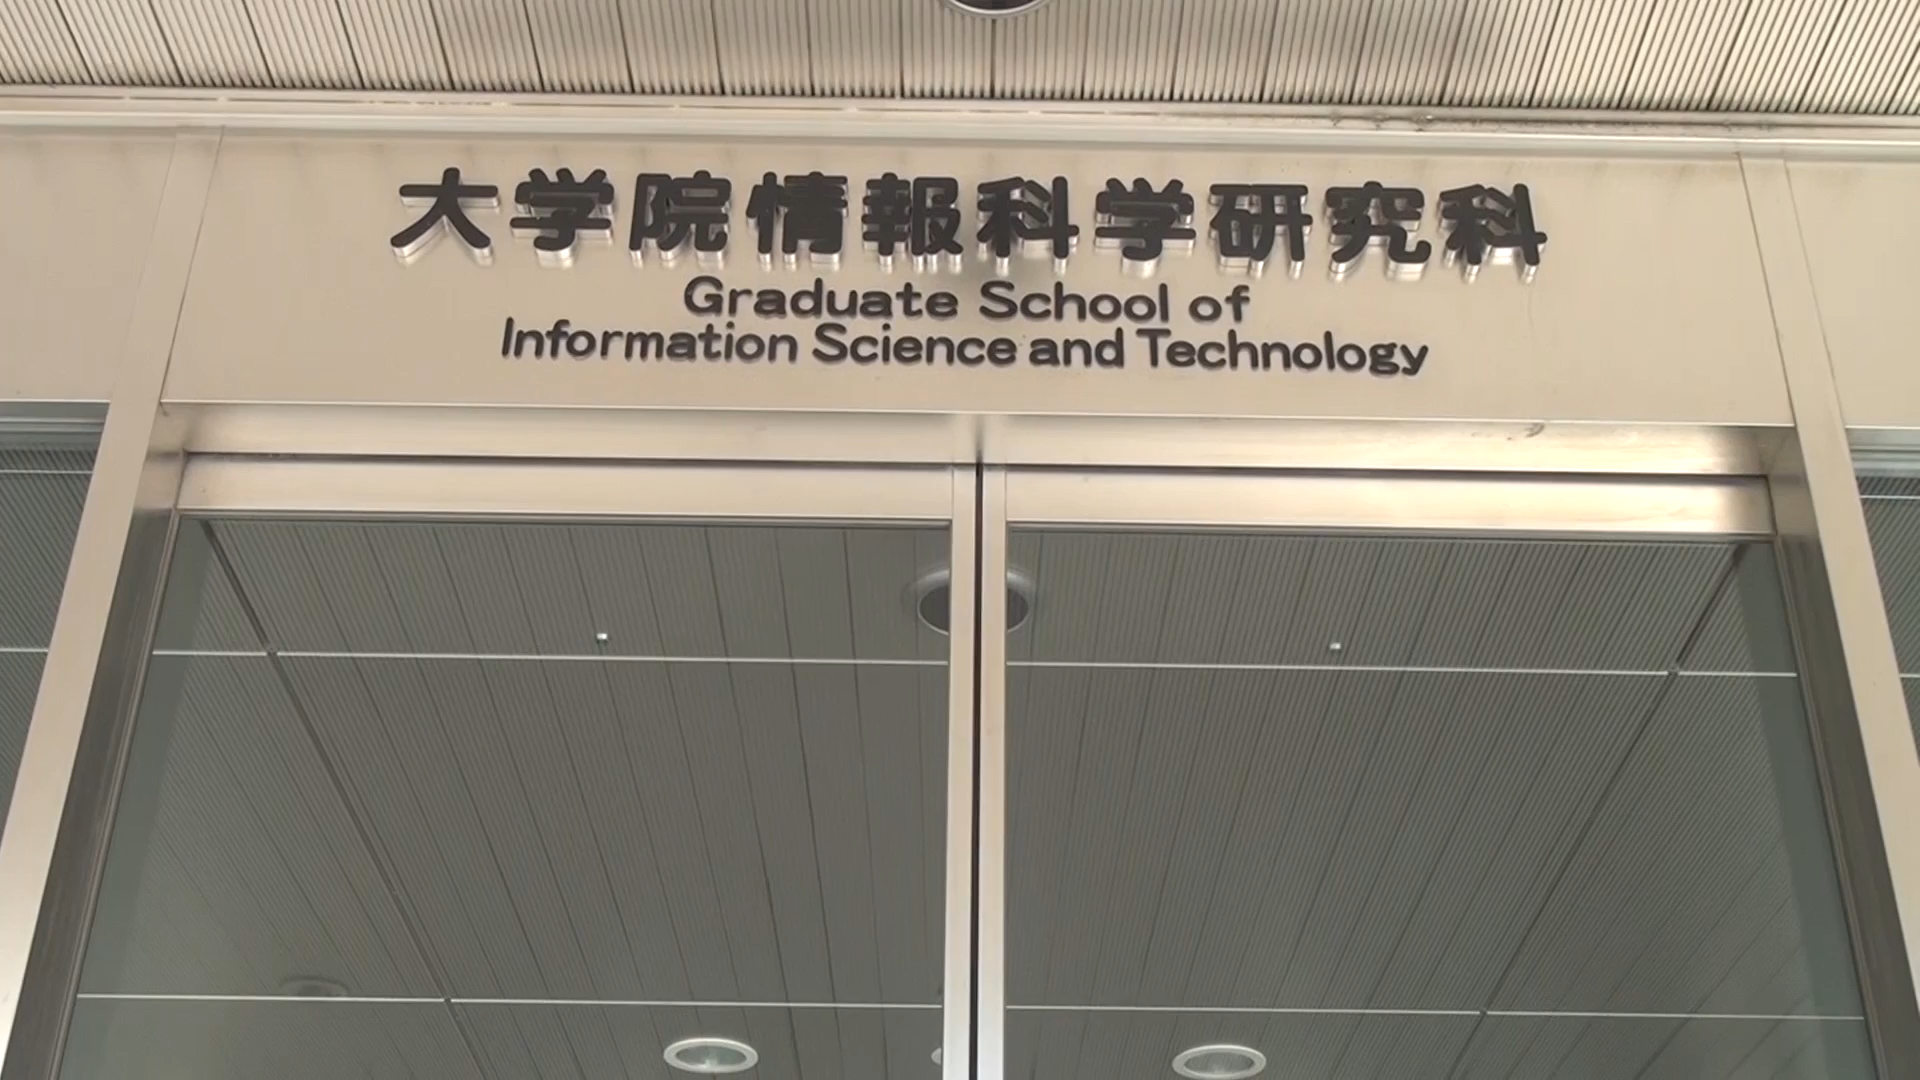 大学院情報科学研究科
Graduate School of
Information Science and Technology